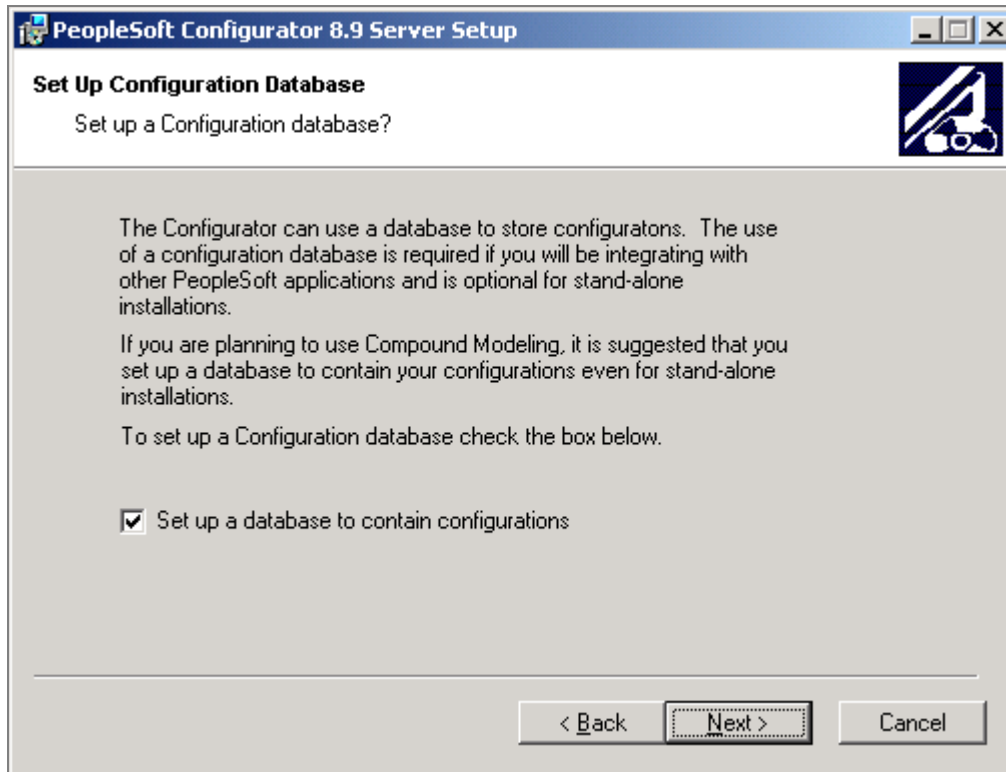 PeopleSoft Configurator 8.9 Server Setup
Set Up Configuration Database
Set up a Configuration database?
The Configurator can use a database to store configuratons.  The use
of a configuration database is required if you will be integrating with
other PeopleSoft applications and is optional for stand-alone
installations.
If you are planning to use Compound Modeling, it is suggested that you
set up a database to contain your configurations even for stand-alone
installations.
To set up a Configuration database check the box below.
Set up a database to contain configurations
< Back
Next >
Cancel